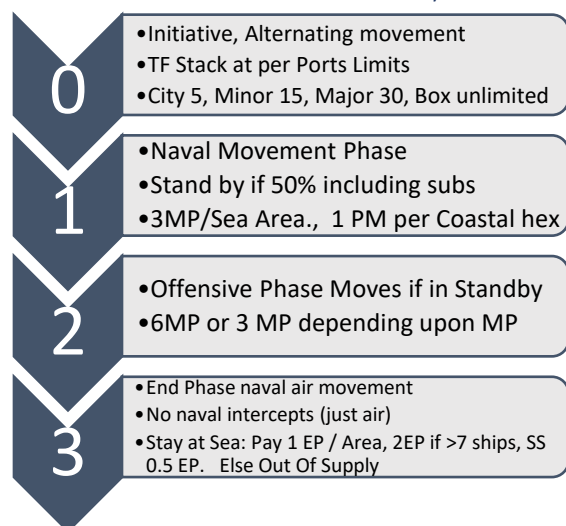 0
•Initiative, Alternating movement
•TF Stack at per Ports Limits
•City 5, Minor 15, Major 30, Box unlimited
1
•Naval Movement Phase
•Stand by if 50% including subs
•3MP/Sea Area., 1 PM per Coastal hex
2
•Offensive Phase Moves if in Standby
•6MP or 3 MP depending upon MP
3
•End Phase naval air movement
•No naval intercepts (just air)
•Stay at Sea: Pay 1 EP / Area, 2EP if >7 ships, SS
0.5 EP. Else Out Of Supply